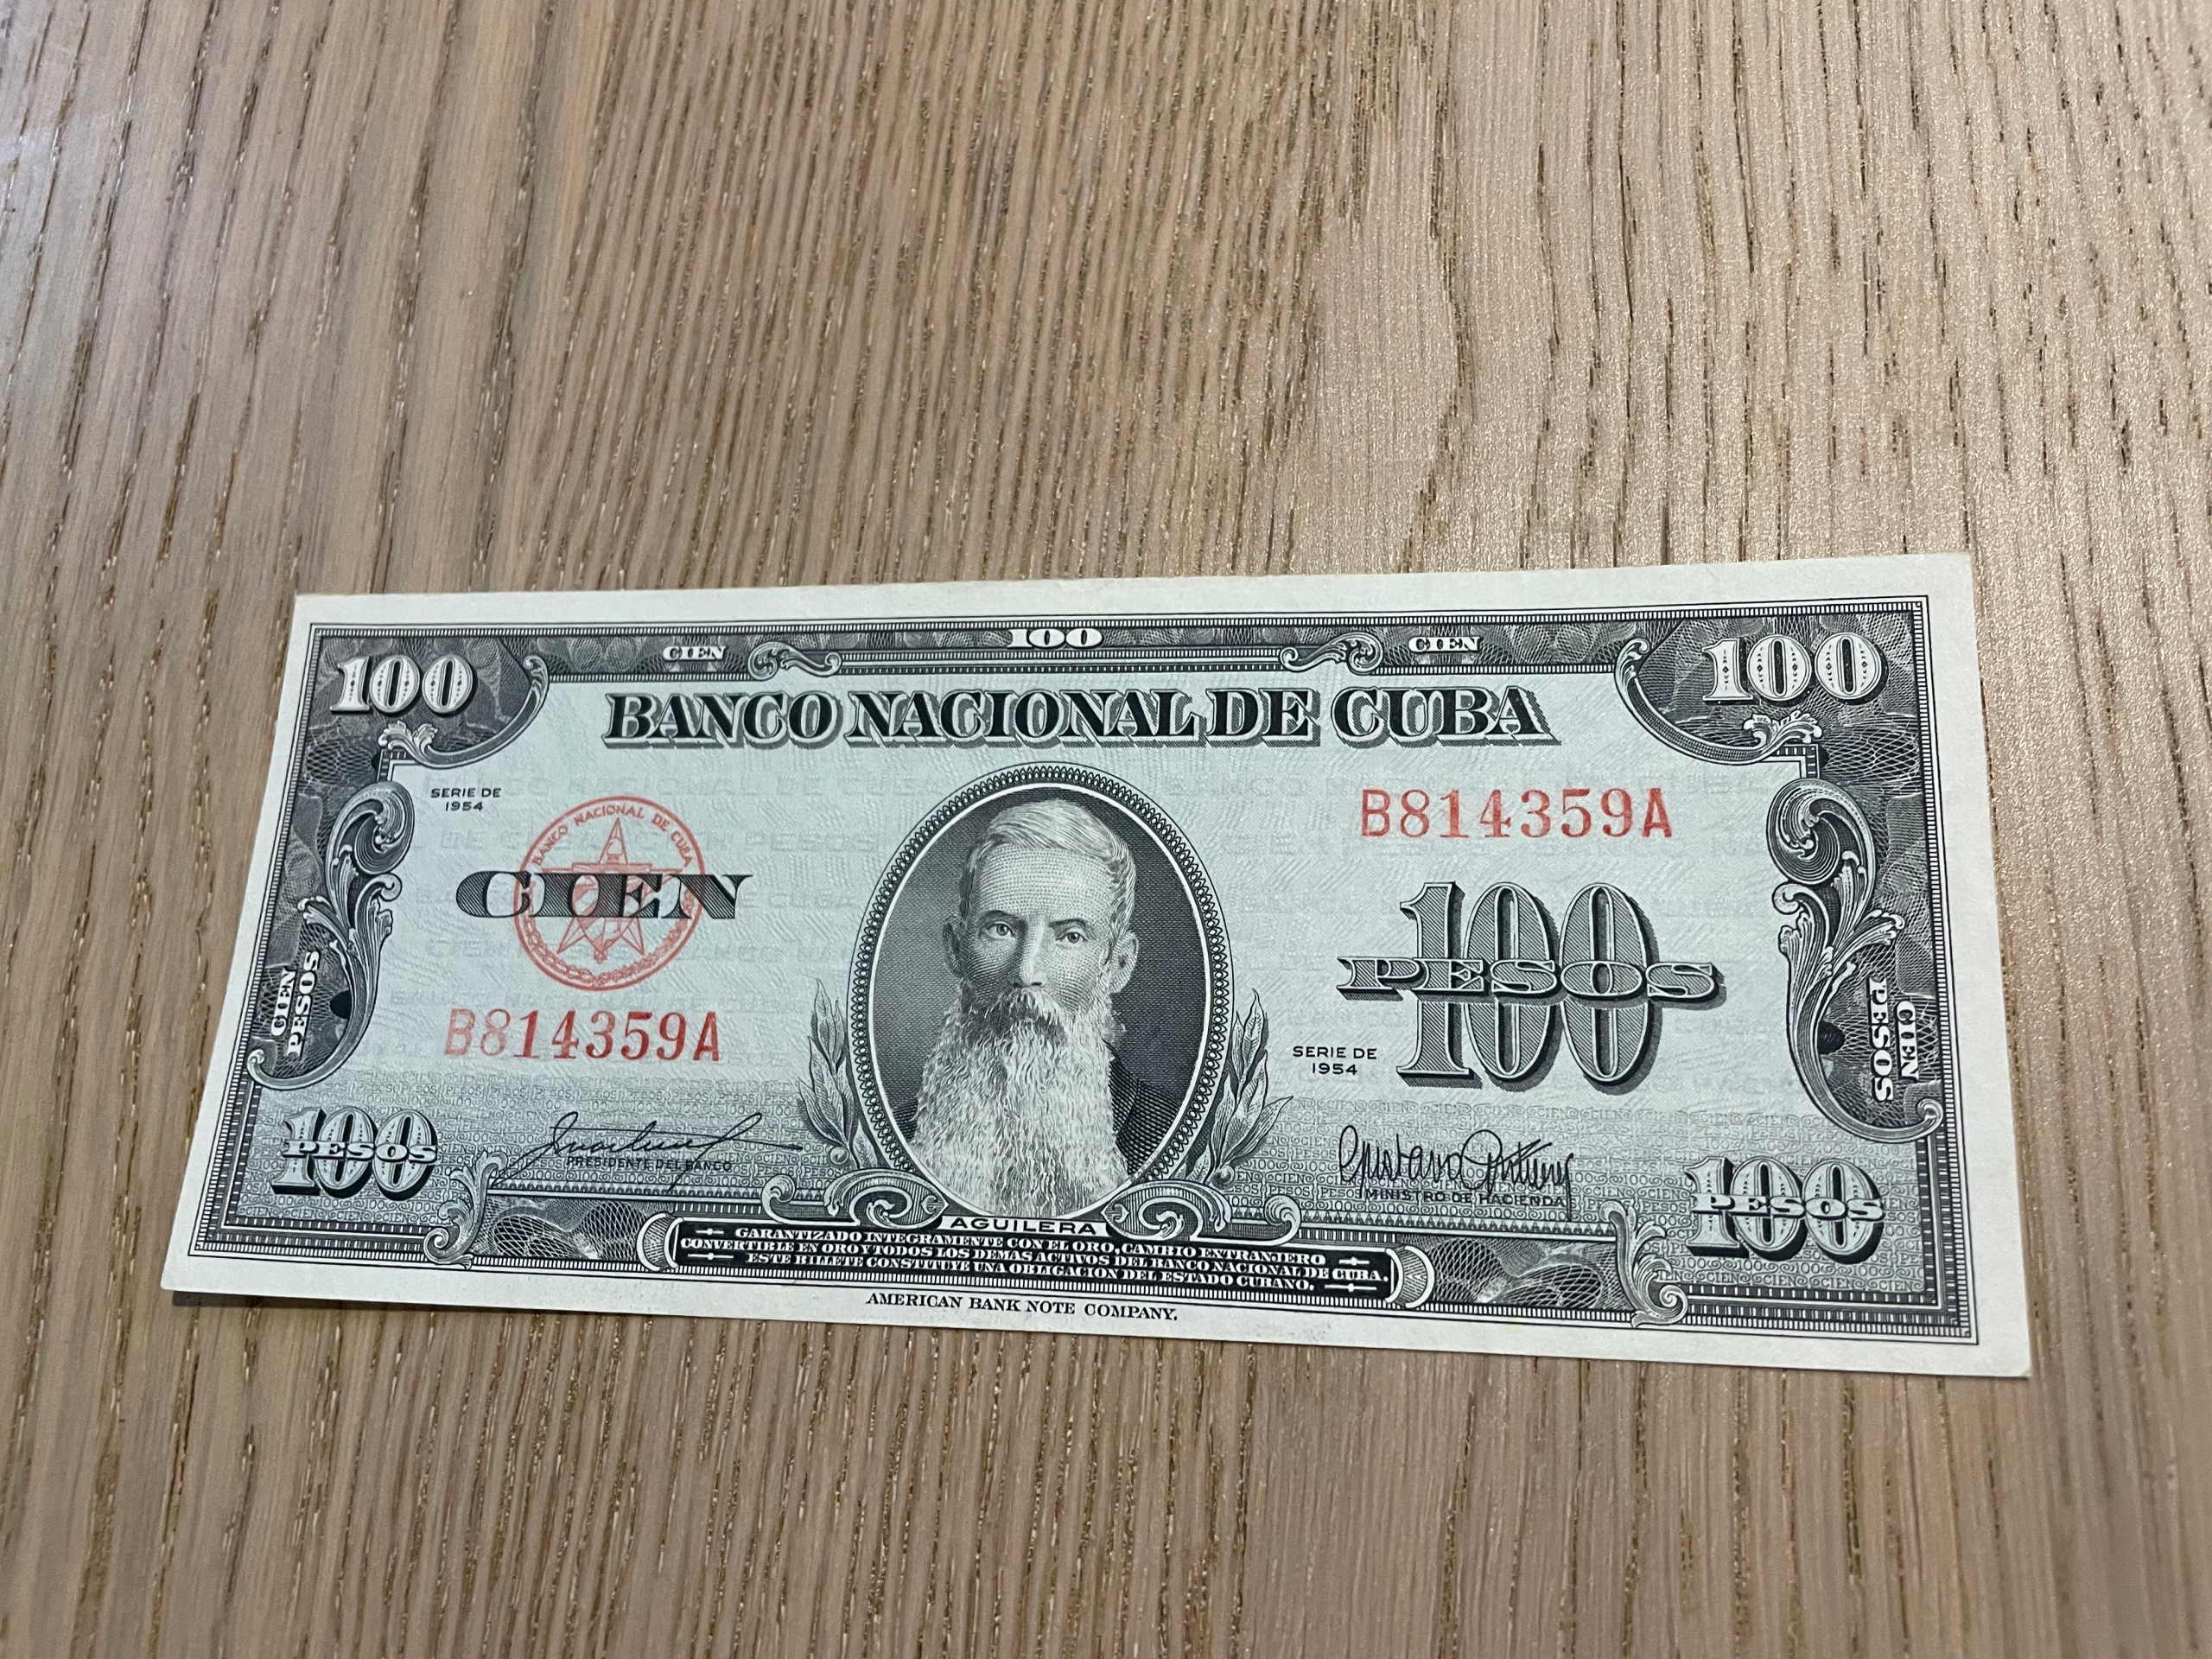 100 CIEN 100 CIEN 100
BANCO NACIONAL DE CUBA
SERIE DE
1954
BANCO NACIONAL DE CUBA
CIEN
B814359A
B814359A
100
PESOS
100
SERIE DE
1954
CIEN
PESOS
CIEN
PESOS
100
PESOS
PRESIDENTE DEL BANCO
MINISTRO DE HACIENDA
100
PESOS
AGUILERA
GARANTIZADO INTEGRAMENTE CON EL ORO, CAMBIO EXTRANJERO
CONVERTIBLE EN ORO Y TODOS LOS DEMAS ACTIVOS DEL BANCO NACIONAL DE CUBA.
ESTE BILLETE CONSTITUYE UNA OBLIGACION DEL ESTADO CUBANO.
AMERICAN BANK NOTE COMPANY.